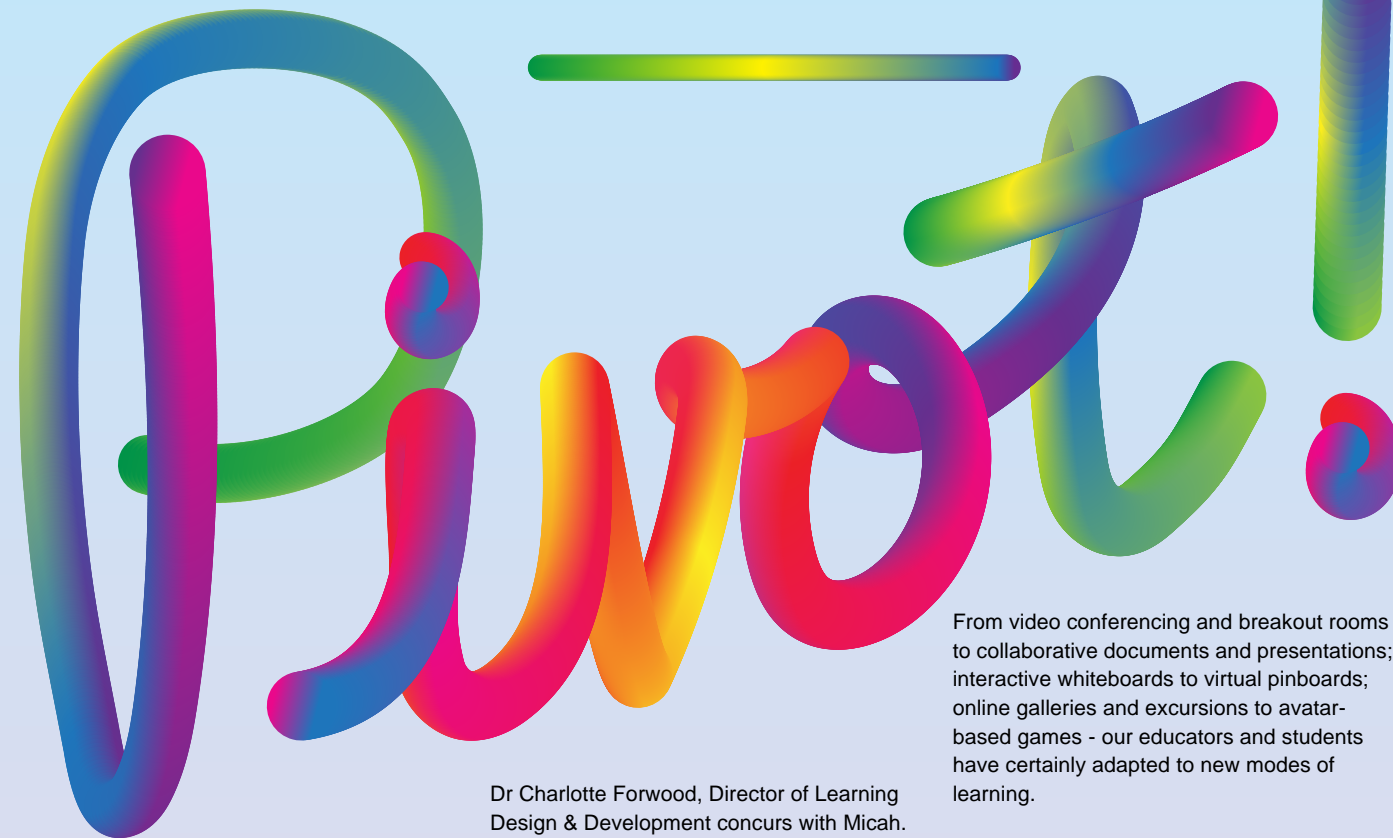 Pivot!
Dr Charlotte Forwood, Director of Learning
Design & Development concurs with Micah.
From video conferencing and breakout rooms
to collaborative documents and presentations;
interactive whiteboards to virtual pinboards;
online galleries and excursions to avatar-
based games - our educators and students
have certainly adapted to new modes of
learning.